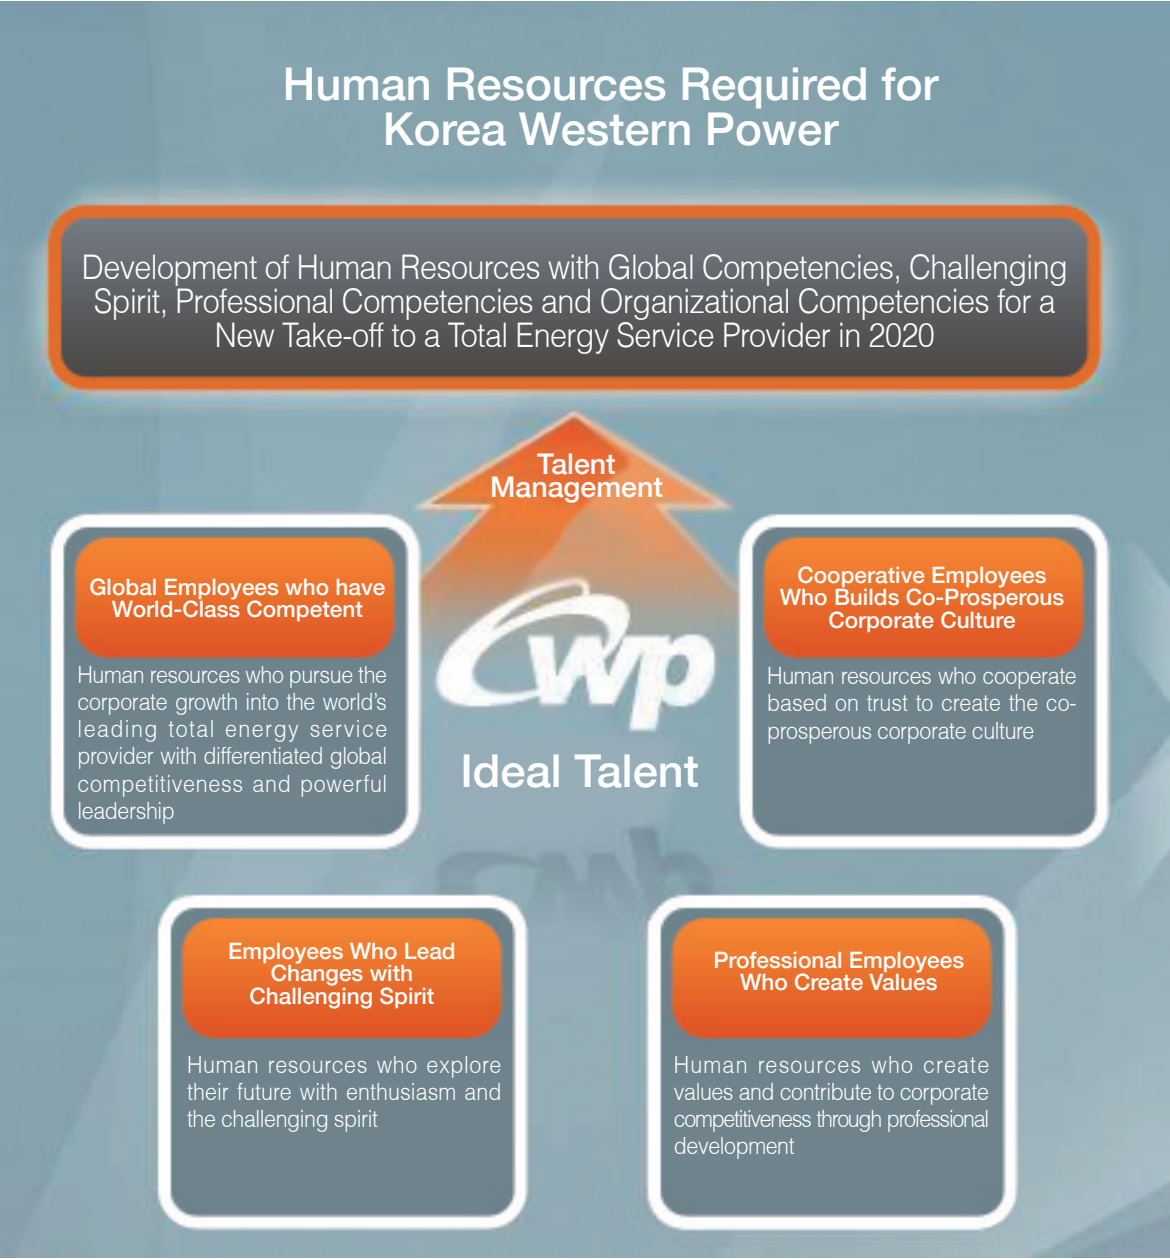 Human Resources Required for
Korea Western Power
Development of Human Resources with Global Competencies, Challenging
Spirit, Professional Competencies and Organizational Competencies for a
New Take-off to a Total Energy Service Provider in 2020
Talent
Management
Global Employees who have
World-Class Competent
Human resources who pursue the
corporate growth into the world's
leading total energy service
provider with differentiated global
competitiveness and powerful
leadership
wp
Ideal Talent
Cooperative Employees
Who Builds Co-Prosperous
Corporate Culture
Human resources who cooperate
based on trust to create the co-
prosperous corporate culture
Employees Who Lead
Changes with
Challenging Spirit
Human resources who explore
their future with enthusiasm and
the challenging spirit
Professional Employees
Who Create Values
Human resources who create
values and contribute to corporate
competitiveness through professional
development